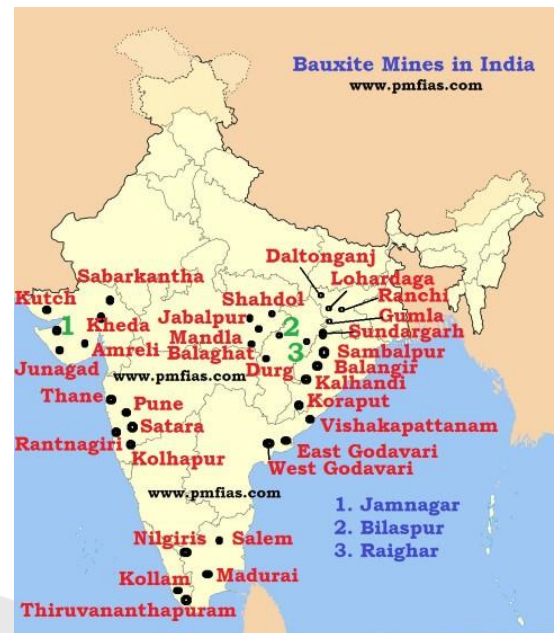 Bauxite Mines in India
www.pmfias.com
Daltonganj
Lohardaga
Sabarkantha
Ranchi
Kutch
Shahdol
Gumla
1
Kheda
Jabalpur
2
Sundargarh
Mandla
3
Sambalpur
Amreli
Balaghat
Junagad
Durg
Balangir
www.pmfias.com
Kalhandi
Thane
Koraput
Pune
Satara
Vishakapattanam
Rantnagiri
Kolhapur
East Godavari
West Godavari
www.pmfias.com
1. Jamnagar
2. Bilaspur
3. Raighar
Nilgiris
Salem
Kollam
Madurai
Thiruvananthapuram